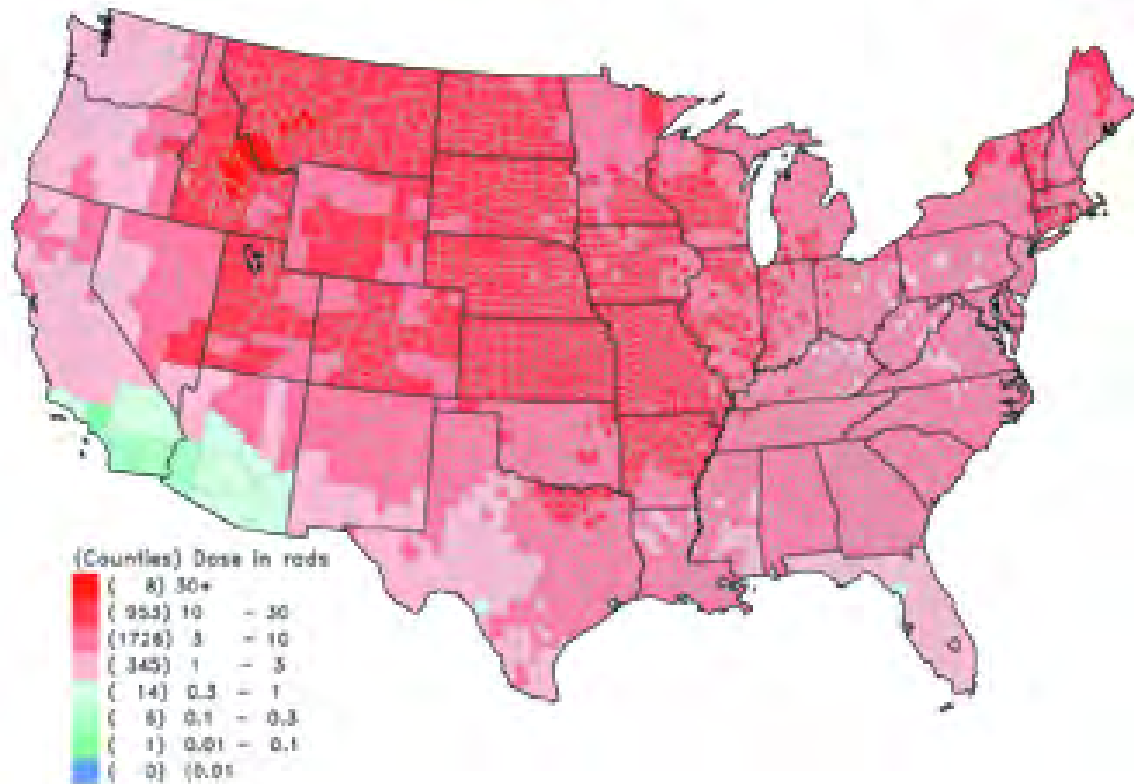 (Counties) Dose in rads
( 8) 30+
( 953) 10 - 30
(1728) 3 - 10
( 345) 1 - 3
( 14) 0.3 - 1
( 6) 0.1 - 0.3
( 1) 0.01 - 0.1
( 0) <0.01